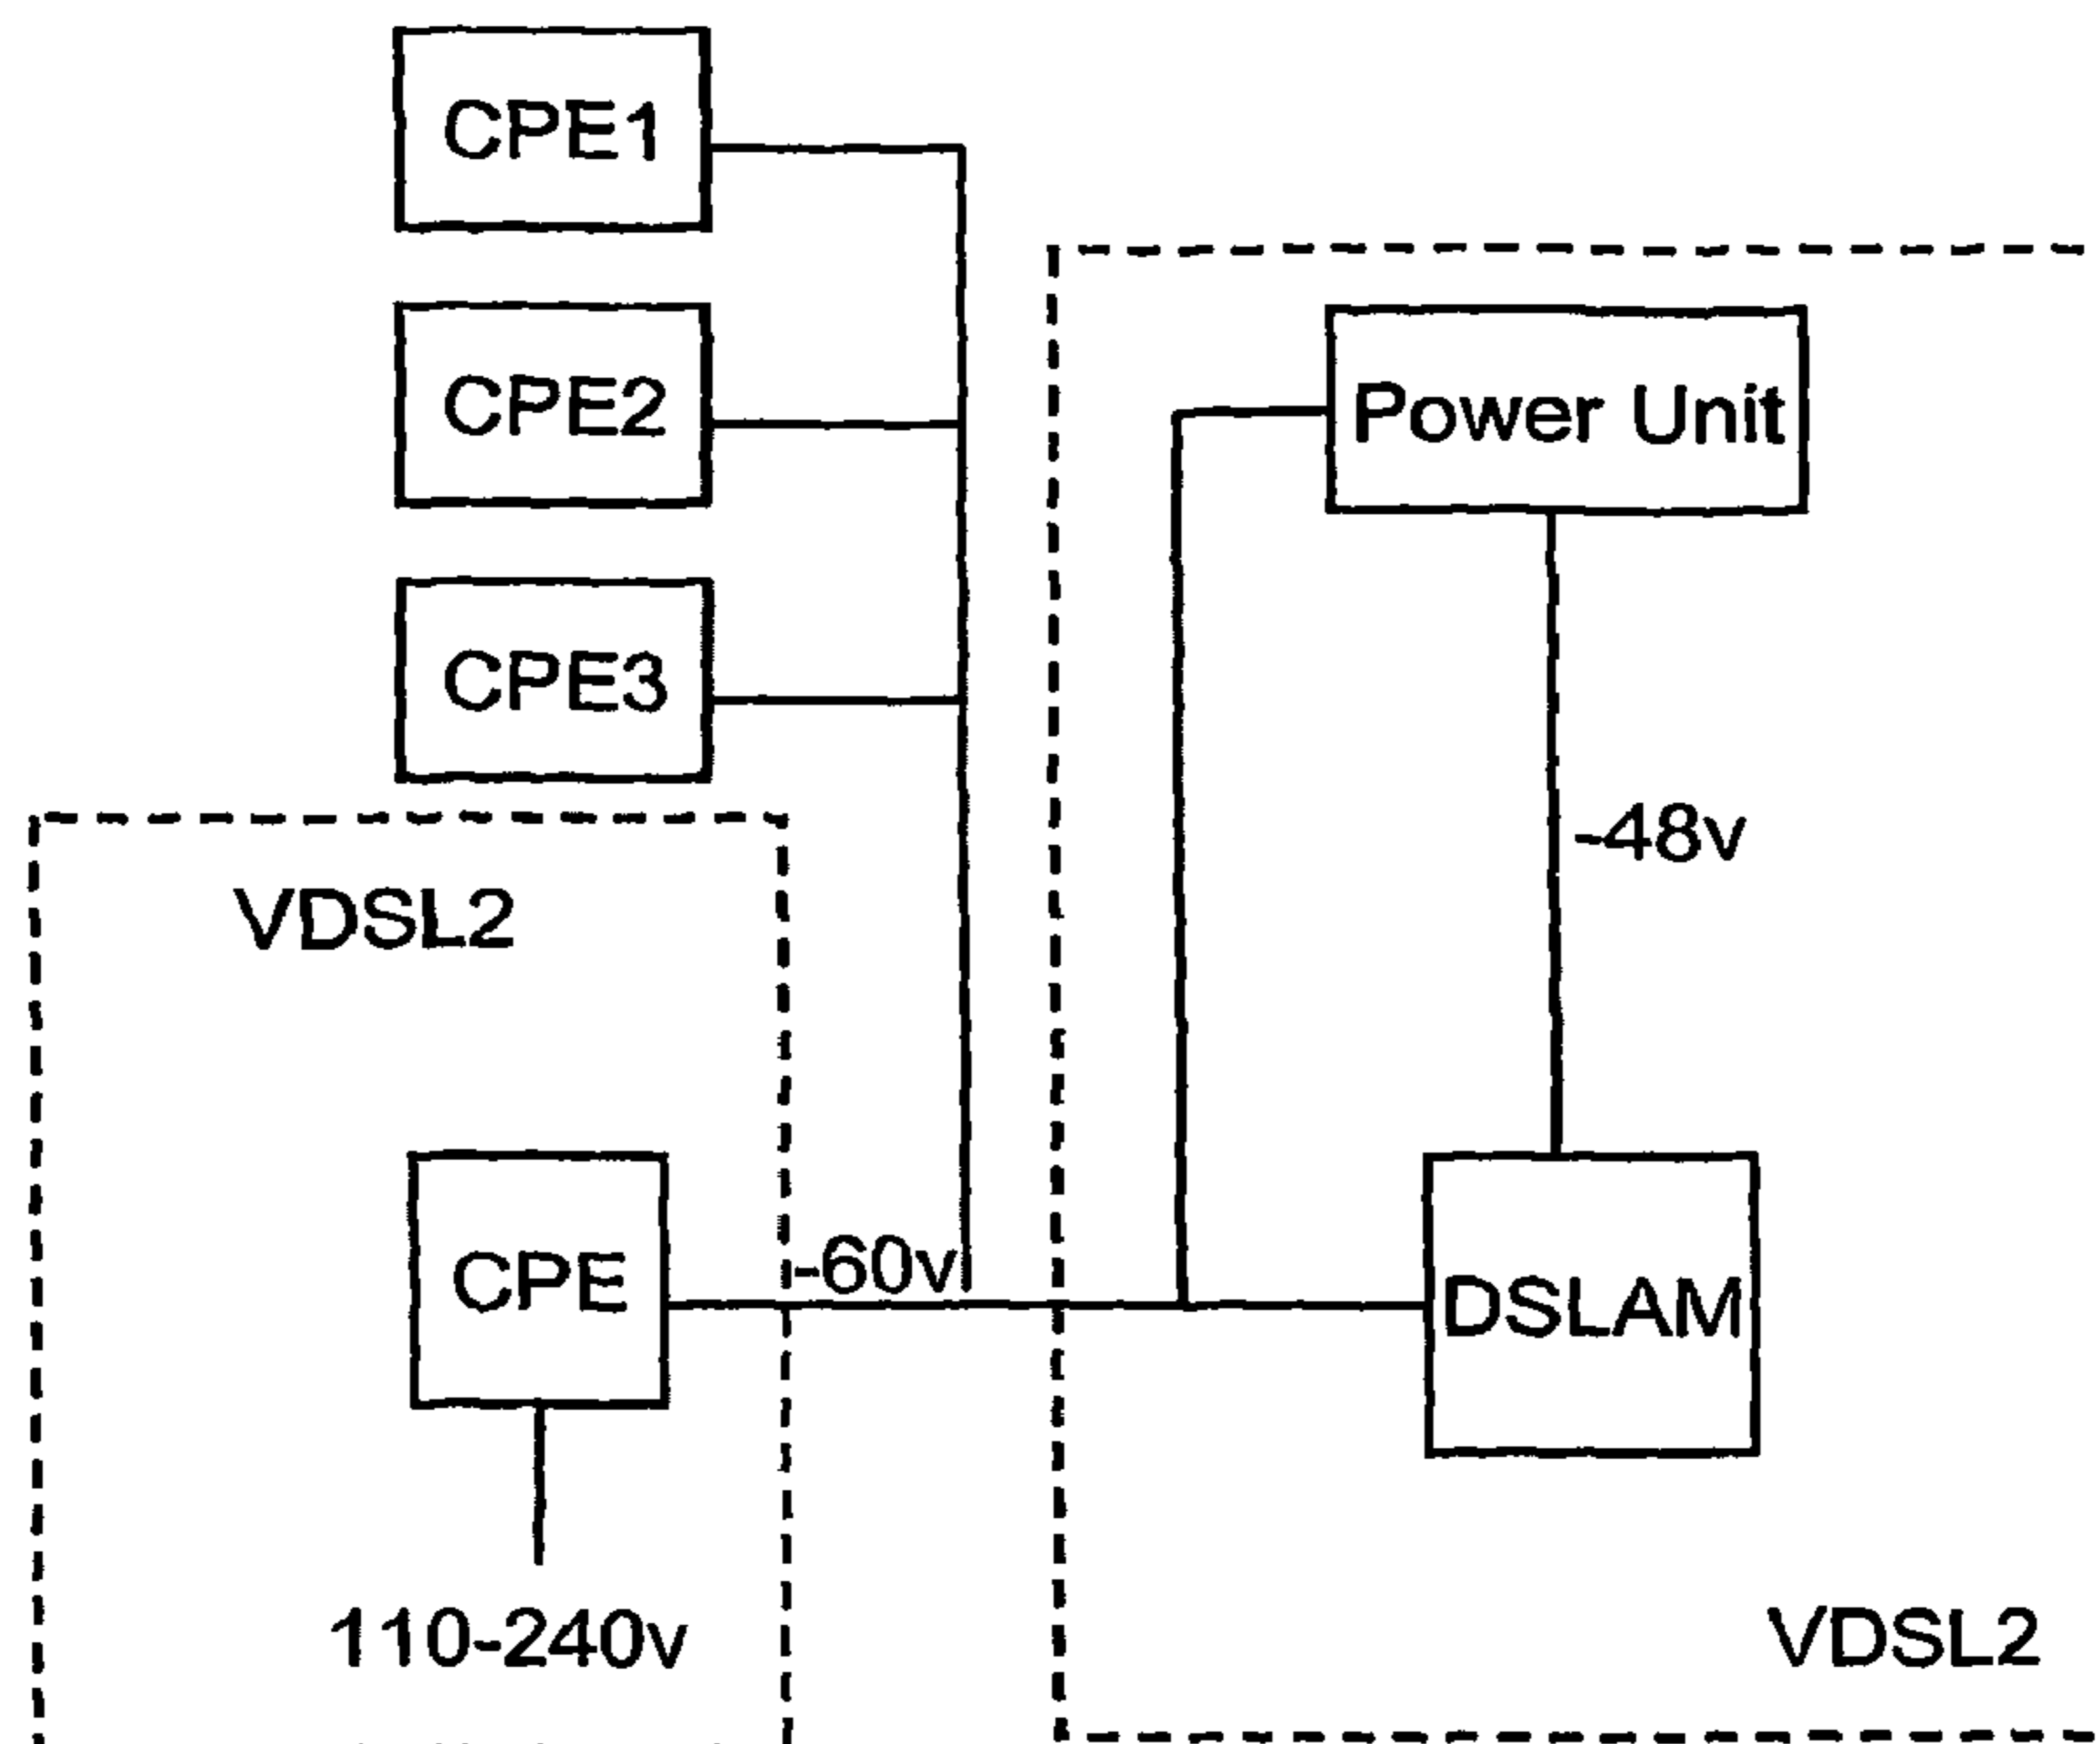 CPE1
CPE2
Power Unit
CPE3
-48v
VDSL2
-60v
CPE
DSLAM
110-240v
VDSL2